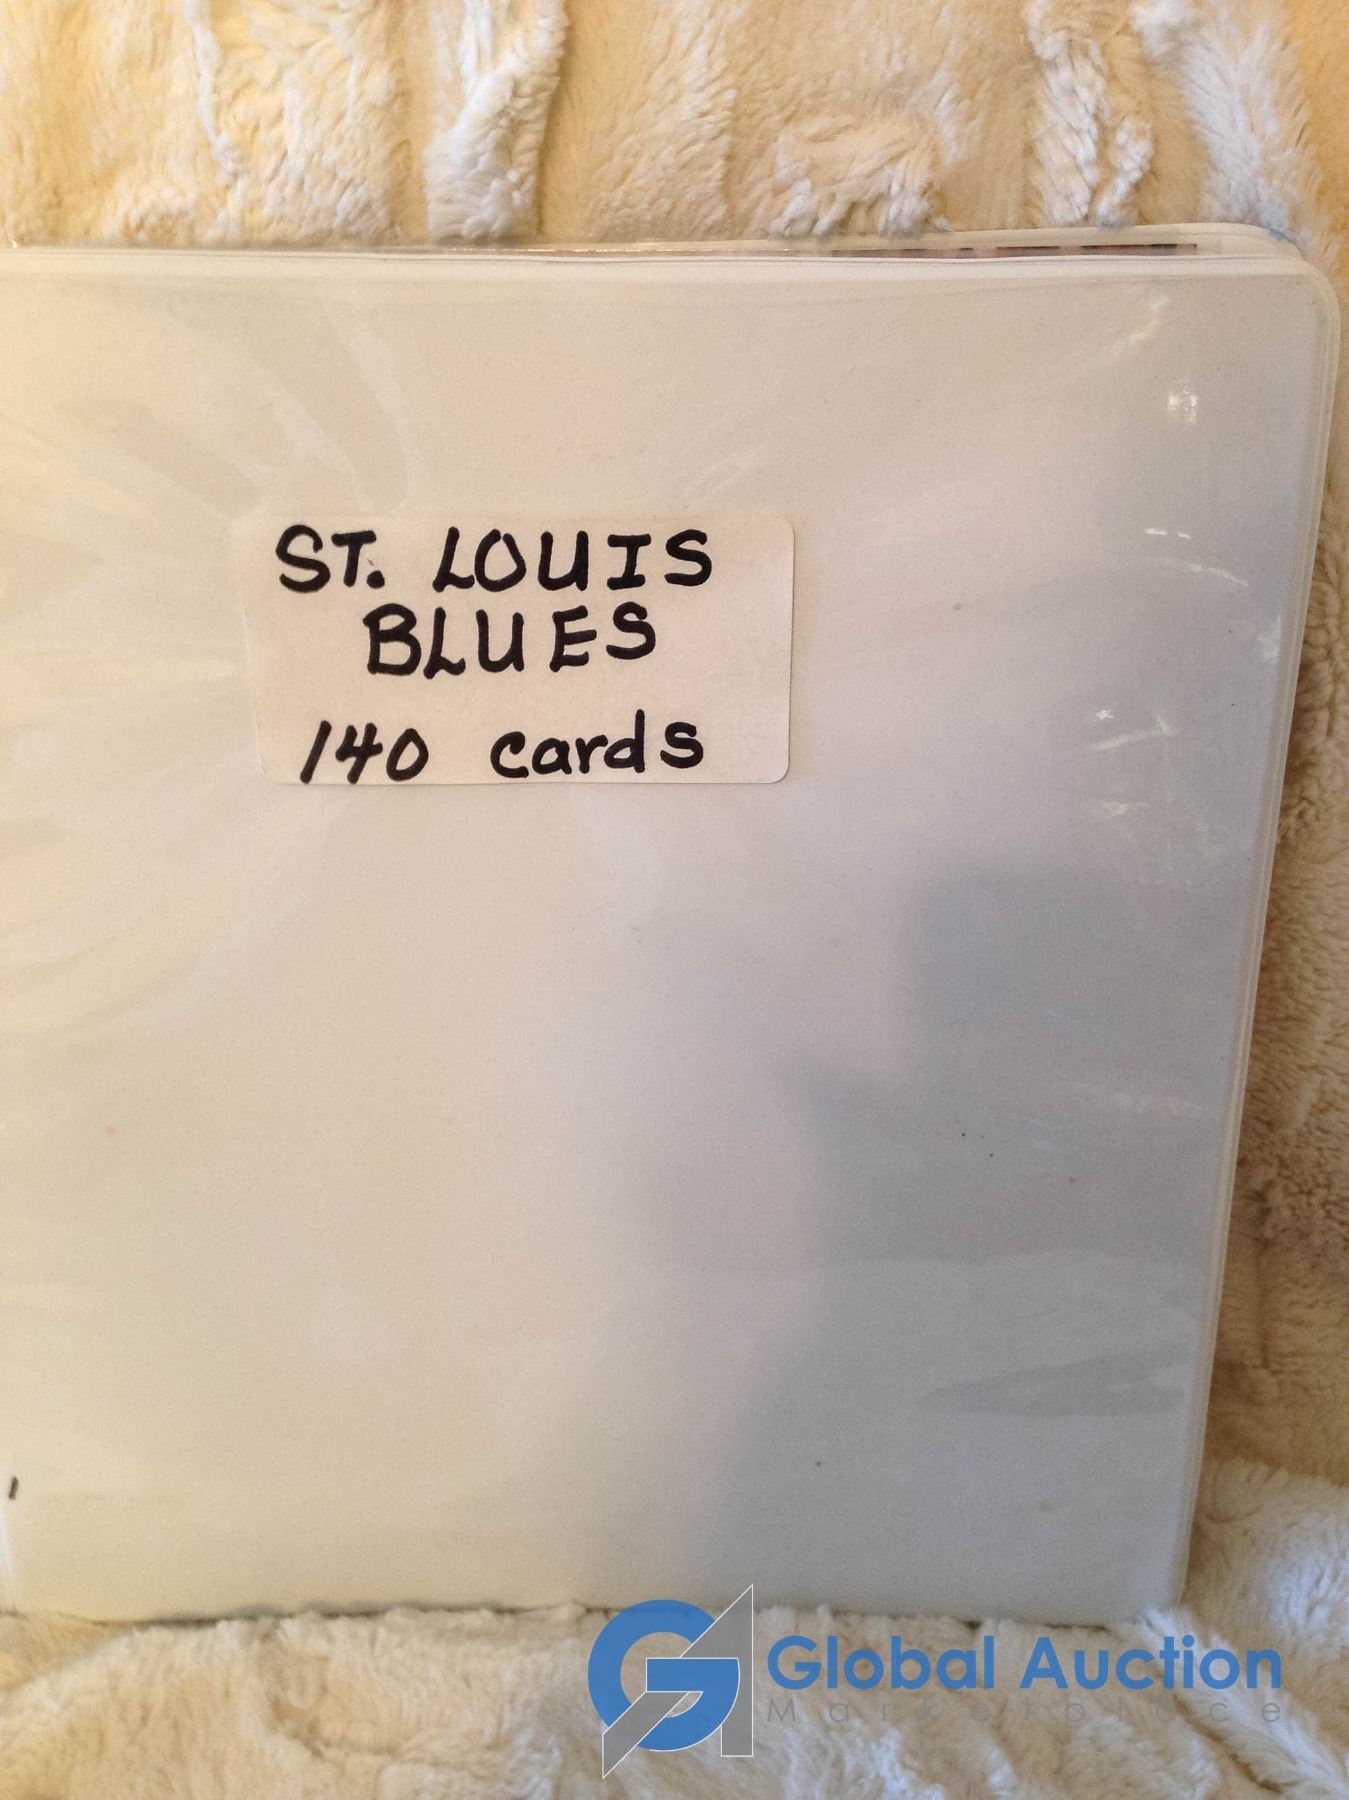 ST. LOUIS
BLUES
140 cards
Global Auction
Marketplace